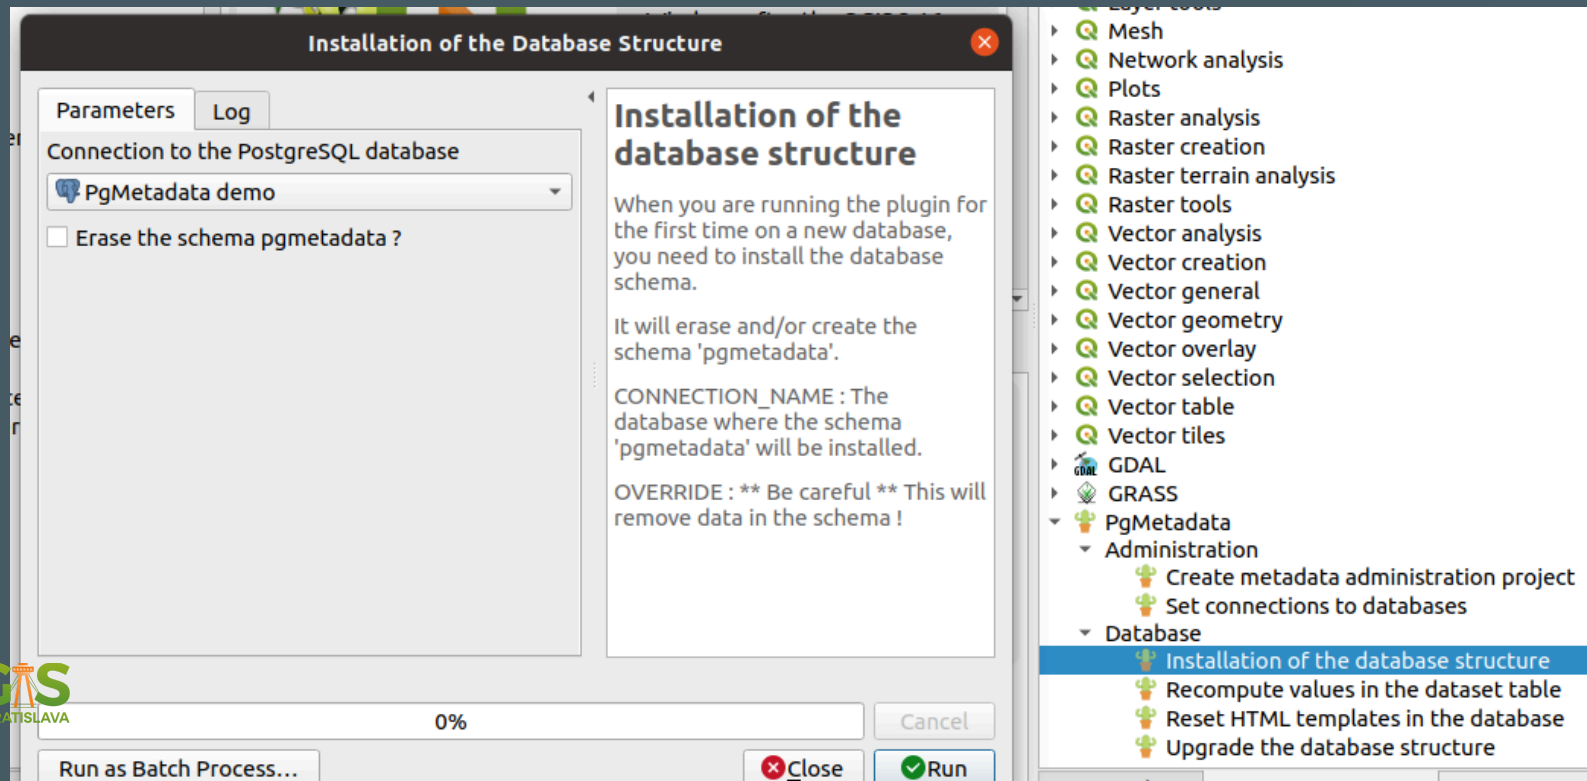 Installation of the Database Structure
Parameters
Log
Connection to the PostgreSQL database
PgMetadata demo
Erase the schema pgmetadata ?
Installation of the
database structure
When you are running the plugin for
the first time on a new database,
you need to install the database
schema.
It will erase and/or create the
schema 'pgmetadata'.
CONNECTION_NAME : The
database where the schema
'pgmetadata' will be installed.
OVERRIDE : ** Be careful ** This will
remove data in the schema !
0%
Cancel
Run as Batch Process...
Close
Run
Layer tools
Mesh
Network analysis
Plots
Raster analysis
Raster creation
Raster terrain analysis
Raster tools
Vector analysis
Vector creation
Vector general
Vector geometry
Vector overlay
Vector selection
Vector table
Vector tiles
GDAL
GRASS
PgMetadata
Administration
Create metadata administration project
Set connections to databases
Database
Installation of the database structure
Recompute values in the dataset table
Reset HTML templates in the database
Upgrade the database structure